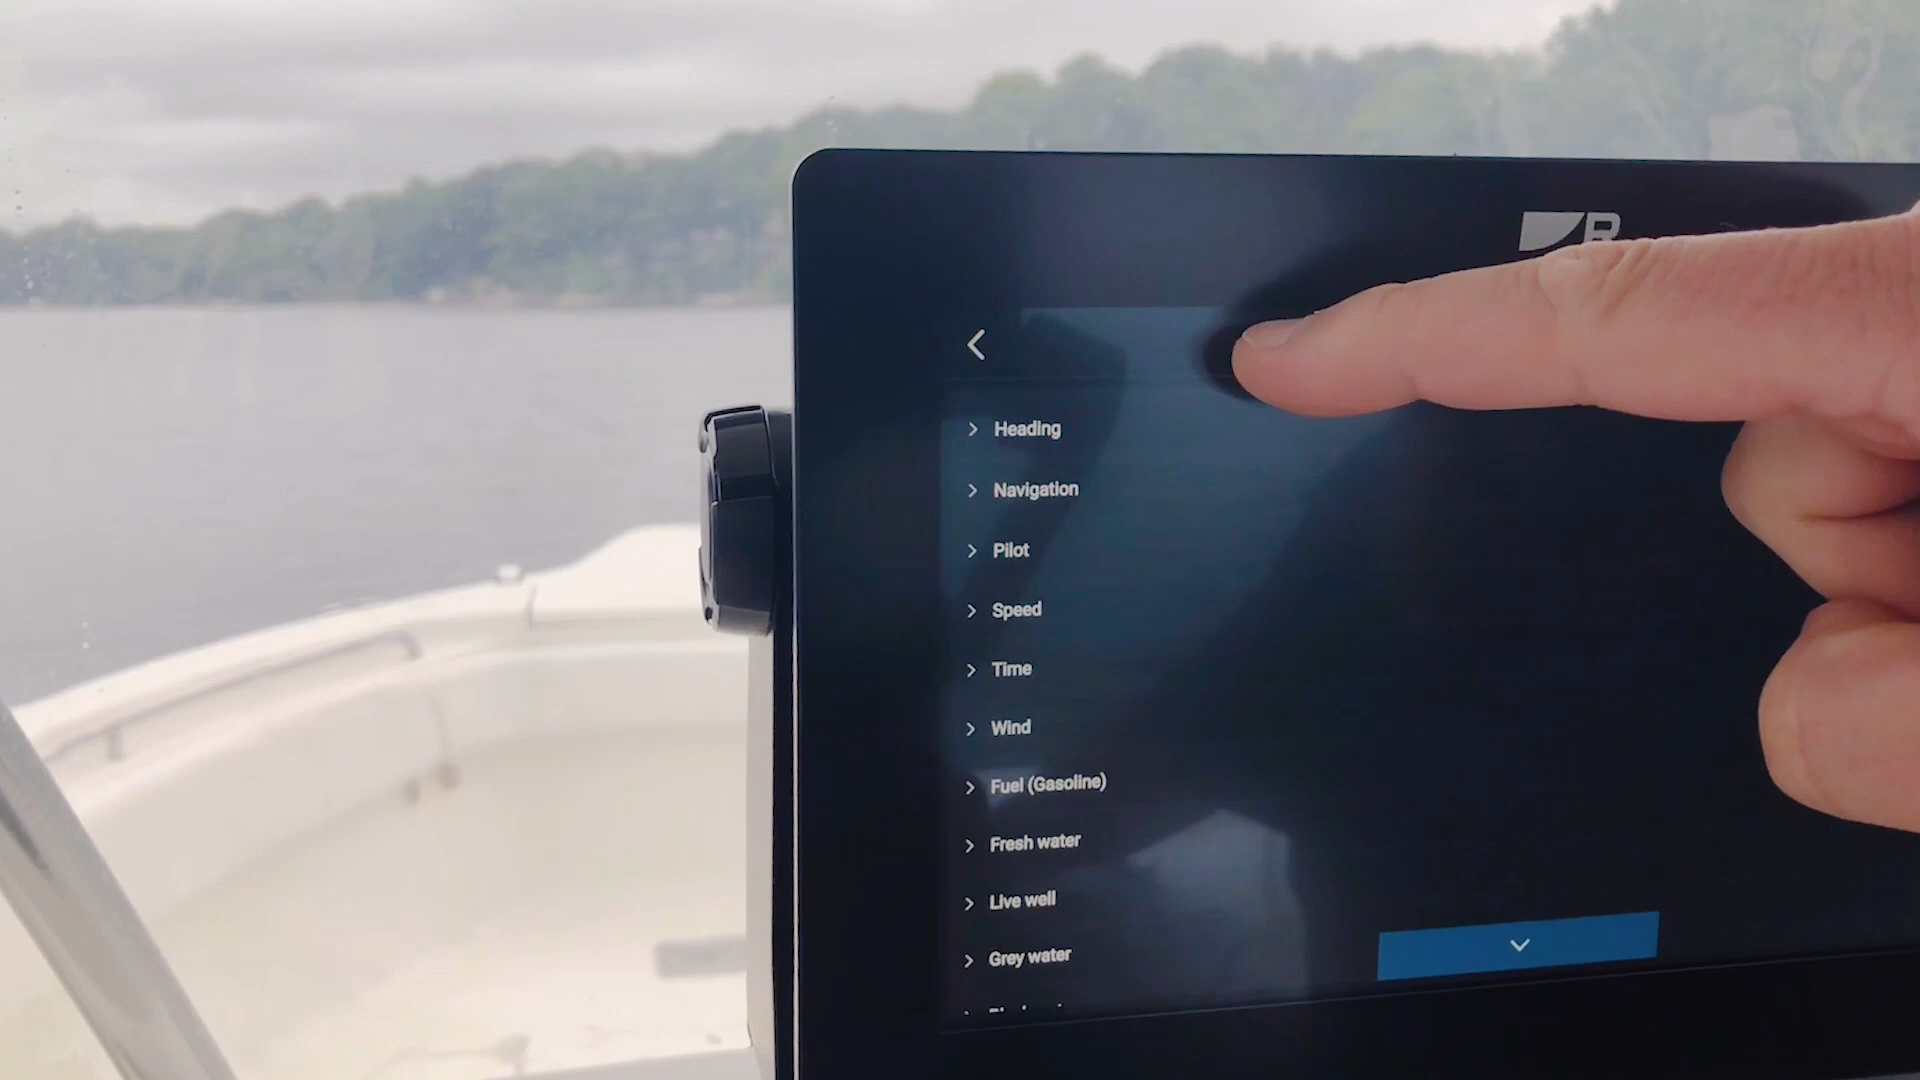 R
Heading
Navigation
Pilot
Speed
Time
Wind
Fuel (Gasoline)
Fresh water
Live well
Grey water